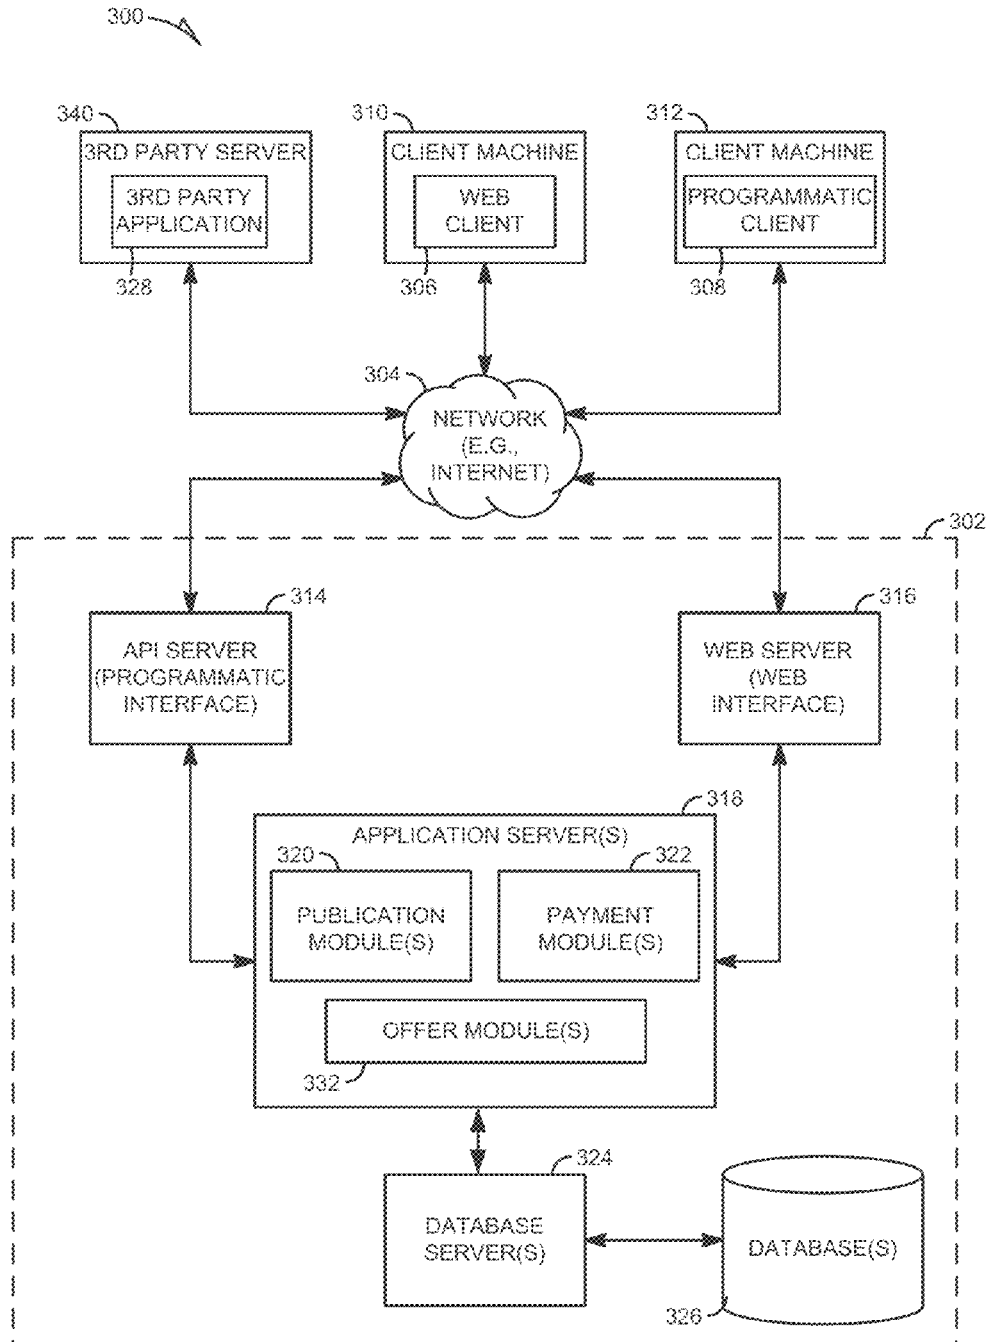 300
340
3RD PARTY SERVER
3RD PARTY
APPLICATION
328
310
CLIENT MACHINE
WEB
CLIENT
306
312
CLIENT MACHINE
PROGRAMMATIC
CLIENT
308
304
NETWORK
(E.G.,
INTERNET)
302
314
API SERVER
(PROGRAMMATIC
INTERFACE)
316
WEB SERVER
(WEB
INTERFACE)
318
APPLICATION SERVER(S)
320
PUBLICATION
MODULE(S)
322
PAYMENT
MODULE(S)
OFFER MODULE(S)
332
324
DATABASE
SERVER(S)
DATABASE(S)
326